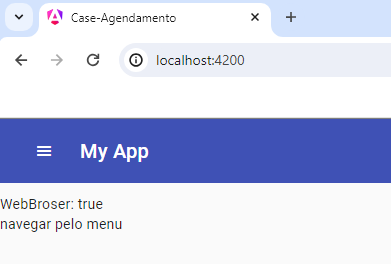 Case-Agendamento
localhost:4200
My App
WebBroser: true
navegar pelo menu